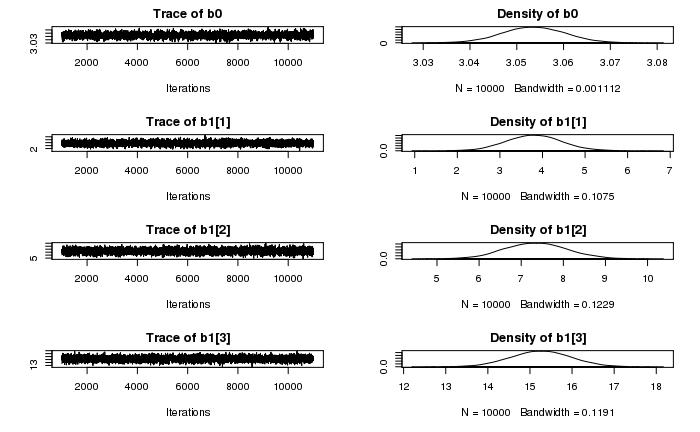 Trace of b0
3.03
2000 4000 6000 8000 10000
Iterations
Density of b0
0
3.03 3.04 3.05 3.06 3.07 3.08
N = 10000 Bandwidth = 0.001112
Trace of b1[1]
2
2000 4000 6000 8000 10000
Iterations
Density of b1[1]
0.0
1 2 3 4 5 6 7
N = 10000 Bandwidth = 0.1075
Trace of b1[2]
5
2000 4000 6000 8000 10000
Iterations
Density of b1[2]
0.0
5 6 7 8 9 10
N = 10000 Bandwidth = 0.1229
Trace of b1[3]
13
2000 4000 6000 8000 10000
Iterations
Density of b1[3]
0.0
12 13 14 15 16 17 18
N = 10000 Bandwidth = 0.1191